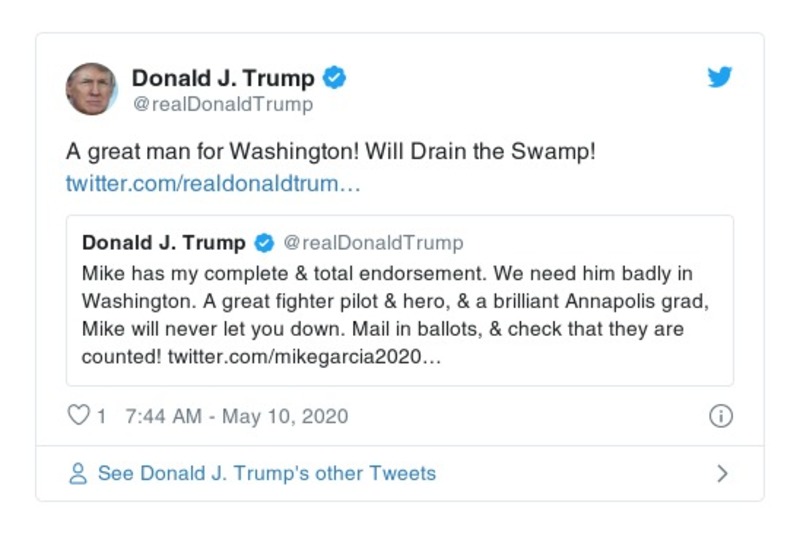 Donald J. Trump
@realDonaldTrump
A great man for Washington! Will Drain the Swamp!
twitter.com/realdonaldtrum…
Donald J. Trump @realDonaldTrump
Mike has my complete & total endorsement. We need him badly in
Washington. A great fighter pilot & hero, & a brilliant Annapolis grad,
Mike will never let you down. Mail in ballots, & check that they are
counted! twitter.com/mikegarcia2020…
1 7:44 AM - May 10, 2020
See Donald J. Trump's other Tweets